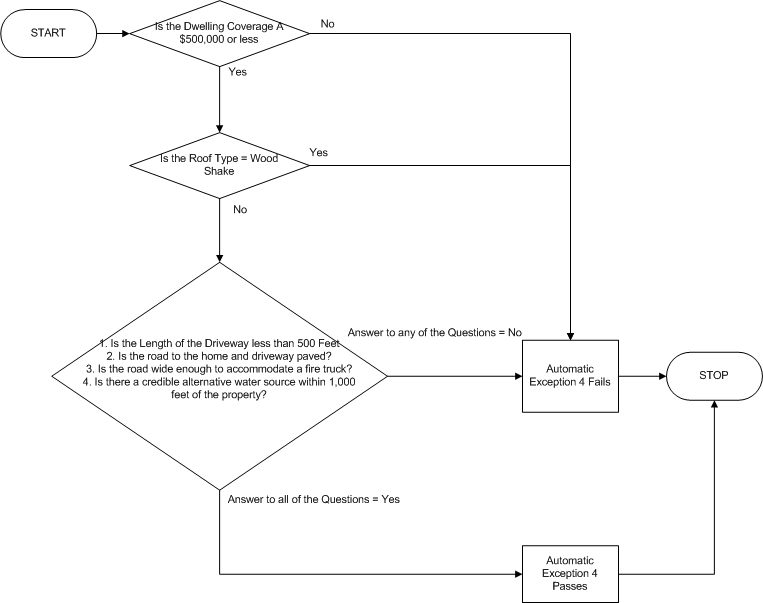 START
Is the Dwelling Coverage A
$500,000 or less
No
Yes
Is the Roof Type = Wood
Shake
Yes
No
1. Is the Length of the Driveway less than 500 Feet
2. Is the road to the home and driveway paved?
3. Is the road wide enough to accommodate a fire truck?
4. Is there a credible alternative water source within 1,000
feet of the property?
Answer to any of the Questions = No
Automatic
Exception 4 Fails
STOP
Answer to all of the Questions = Yes
Automatic
Exception 4
Passes